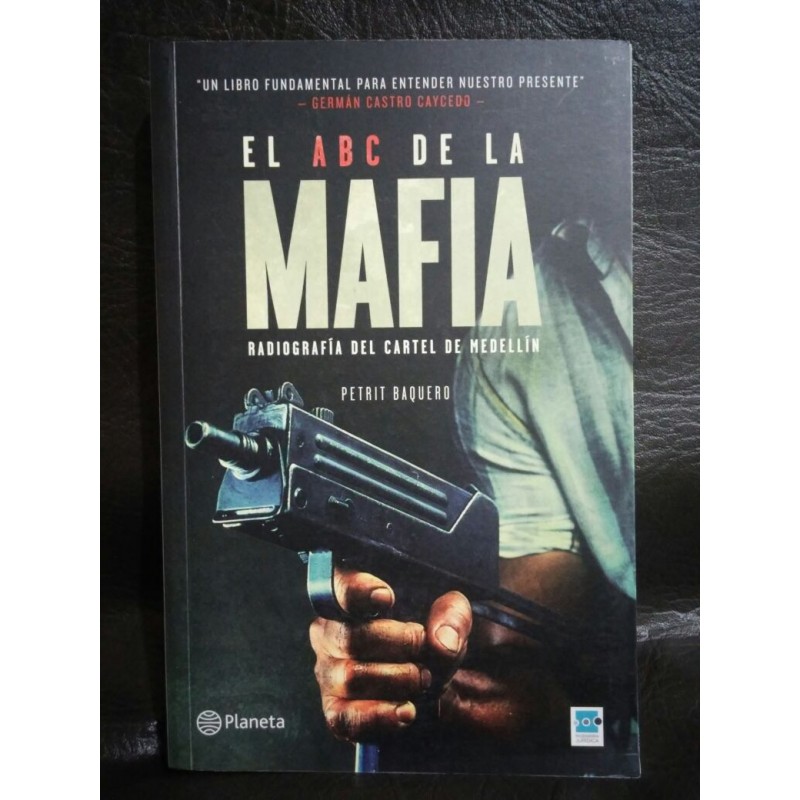 "UN LIBRO FUNDAMENTAL PARA ENTENDER NUESTRO PRESENTE"
– GERMÁN CASTRO CAYCEDO –
EL ABC DE LA
MAFIA
RADIOGRAFÍA DEL CARTEL DE MEDELLÍN
PETRIT BAQUERO
Planeta